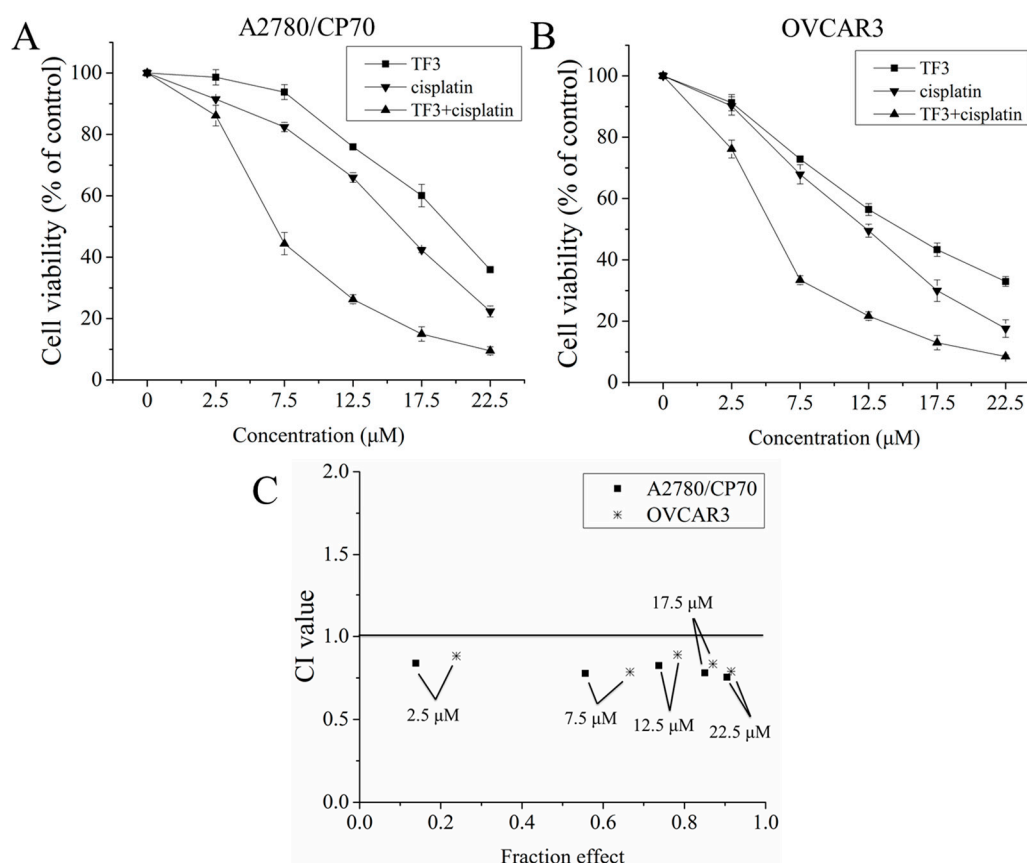 A
A2780/CP70
TF3
cisplatin
TF3+cisplatin
Cell viability (% of control)
100
80
60
40
20
0
0 2.5 7.5 12.5 17.5 22.5
Concentration (μM)
B
OVCAR3
TF3
cisplatin
TF3+cisplatin
Cell viability (% of control)
100
80
60
40
20
0
0 2.5 7.5 12.5 17.5 22.5
Concentration (μM)
C
A2780/CP70
OVCAR3
CI value
2.0
1.5
1.0
0.5
0.0
17.5 μM
2.5 μM
7.5 μM
12.5 μM
22.5 μM
0.0 0.2 0.4 0.6 0.8 1.0
Fraction effect